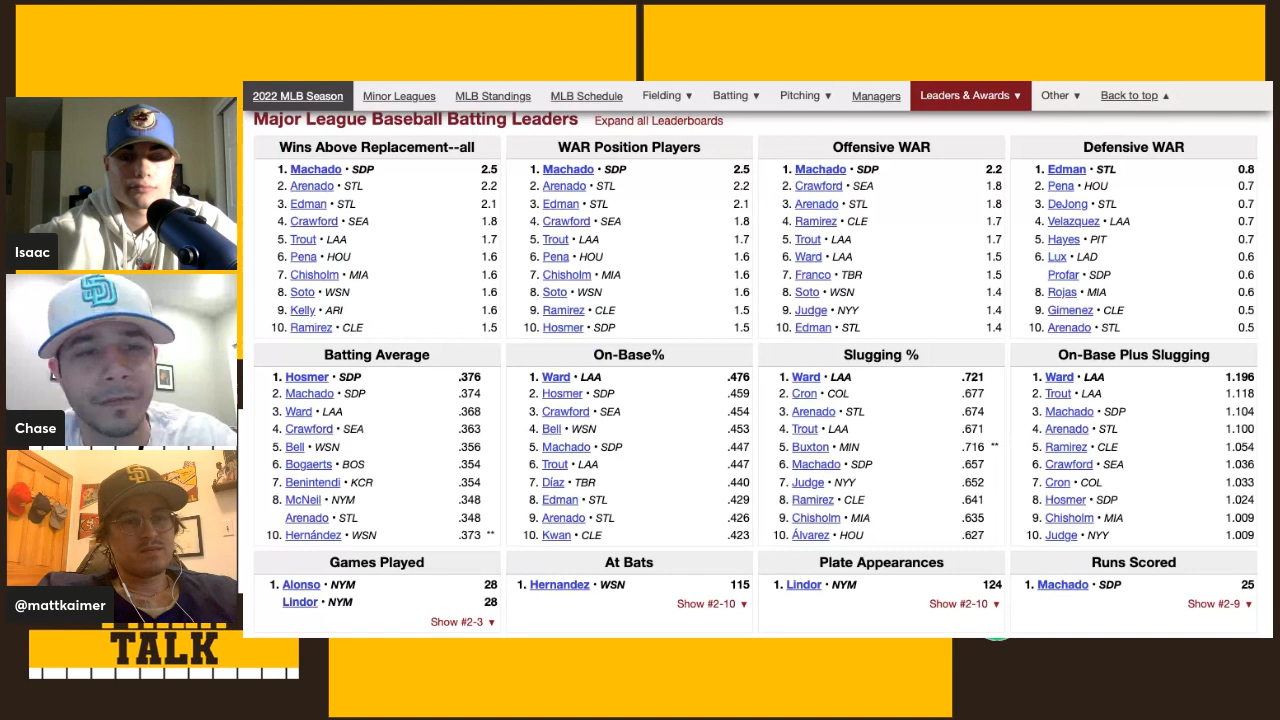 2022 MLB Season Minor Leagues MLB Standings MLB Schedule Fielding ▼ Batting ▼ Pitching ▼ Managers Leaders & Awards ▼ Other ▼ Back to top ▲
Major League Baseball Batting Leaders Expand all Leaderboards
Wins Above Replacement--all
1. Machado • SDP 2.5
2. Arenado • STL 2.2
3. Edman • STL 2.1
4. Crawford • SEA 1.8
5. Trout • LAA 1.7
6. Pena • HOU 1.6
7. Chisholm • MIA 1.6
8. Soto • WSN 1.6
9. Kelly • ARI 1.6
10. Ramirez • CLE 1.5
WAR Position Players
1. Machado • SDP 2.5
2. Arenado • STL 2.2
3. Edman • STL 2.1
4. Crawford • SEA 1.8
5. Trout • LAA 1.7
6. Pena • HOU 1.6
7. Chisholm • MIA 1.6
8. Soto • WSN 1.6
9. Ramirez • CLE 1.5
10. Hosmer • SDP 1.5
Offensive WAR
1. Machado • SDP 2.2
2. Crawford • SEA 1.8
3. Arenado • STL 1.8
4. Ramirez • CLE 1.7
5. Trout • LAA 1.7
6. Ward • LAA 1.5
7. Franco • TBR 1.5
8. Soto • WSN 1.4
9. Judge • NYY 1.4
10. Edman • STL 1.4
Defensive WAR
1. Edman • STL 0.8
2. Pena • HOU 0.7
3. DeJong • STL 0.7
4. Velazquez • LAA 0.7
5. Hayes • PIT 0.7
6. Lux • LAD 0.6
Profar • SDP 0.6
8. Rojas • MIA 0.6
9. Gimenez • CLE 0.5
10. Arenado • STL 0.5
Batting Average
1. Hosmer • SDP .376
2. Machado • SDP .374
3. Ward • LAA .368
4. Crawford • SEA .363
5. Bell • WSN .356
6. Bogaerts • BOS .354
7. Benintendi • KCR .354
8. McNeil • NYM .348
Arenado • STL .348
10. Hernández • WSN .373 **
On-Base%
1. Ward • LAA .476
2. Hosmer • SDP .459
3. Crawford • SEA .454
4. Bell • WSN .453
5. Machado • SDP .447
6. Trout • LAA .447
7. Díaz • TBR .440
8. Edman • STL .429
9. Arenado • STL .426
10. Kwan • CLE .423
Slugging %
1. Ward • LAA .721
2. Cron • COL .677
3. Arenado • STL .674
4. Trout • LAA .671
5. Buxton • MIN .716 **
6. Machado • SDP .657
7. Judge • NYY .652
8. Ramirez • CLE .641
9. Chisholm • MIA .635
10. Álvarez • HOU .627
On-Base Plus Slugging
1. Ward • LAA 1.196
2. Trout • LAA 1.118
3. Machado • SDP 1.104
4. Arenado • STL 1.100
5. Ramirez • CLE 1.054
6. Crawford • SEA 1.036
7. Cron • COL 1.033
8. Hosmer • SDP 1.024
9. Chisholm • MIA 1.009
10. Judge • NYY 1.009
Games Played
1. Alonso • NYM 28
Lindor • NYM 28
Show #2-3 ▼
At Bats
1. Hernandez • WSN 115
Show #2-10 ▼
Plate Appearances
1. Lindor • NYM 124
Show #2-10 ▼
Runs Scored
1. Machado • SDP 25
Show #2-9 ▼
Isaac
SD
Chase
SD
@mattkaimer
TALK